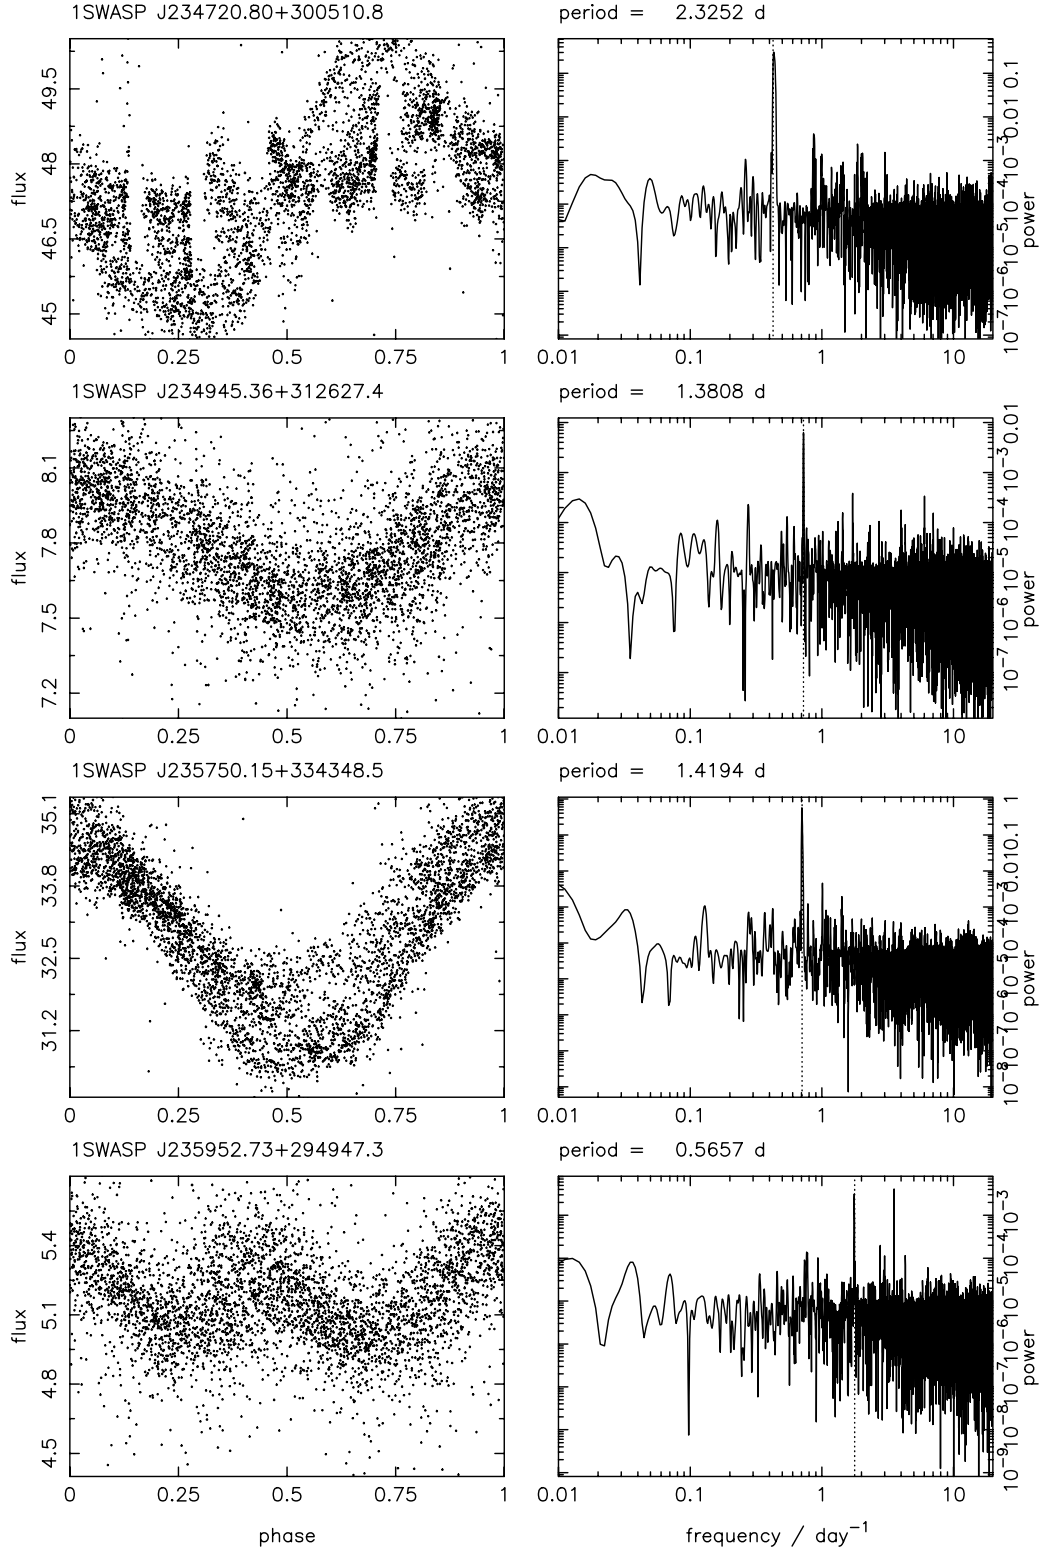 1SWASP J234720.80+300510.8
period = 2.3252 d
flux
49.5
48
46.5
45
0 0.25 0.5 0.75 1
0.1
0.01
10⁻³
10⁻⁴
10⁻⁵
10⁻⁶
10⁻⁷
power
0.01 0.1 1 10
1SWASP J234945.36+312627.4
period = 1.3808 d
flux
8.1
7.8
7.5
7.2
0 0.25 0.5 0.75 1
0.01
10⁻³
10⁻⁴
10⁻⁵
10⁻⁶
10⁻⁷
power
0.01 0.1 1 10
1SWASP J235750.15+334348.5
period = 1.4194 d
flux
35.1
33.8
32.5
31.2
0 0.25 0.5 0.75 1
1
0.1
0.01
10⁻³
10⁻⁴
10⁻⁵
10⁻⁶
10⁻⁷
10⁻⁸
power
0.01 0.1 1 10
1SWASP J235952.73+294947.3
period = 0.5657 d
flux
5.4
5.1
4.8
4.5
0 0.25 0.5 0.75 1
phase
10⁻³
10⁻⁴
10⁻⁵
10⁻⁶
10⁻⁷
10⁻⁸
10⁻⁹
power
0.01 0.1 1 10
frequency / day⁻¹